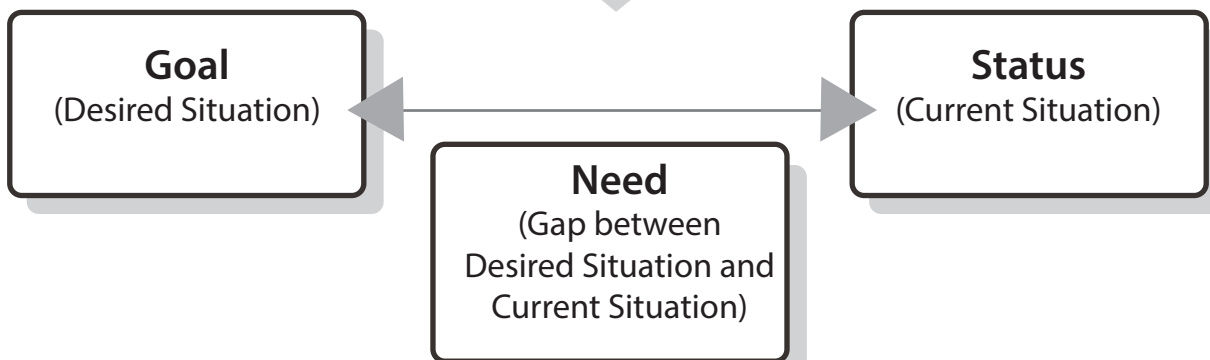 Goal
(Desired Situation)
Status
(Current Situation)
Need
(Gap between
Desired Situation and
Current Situation)